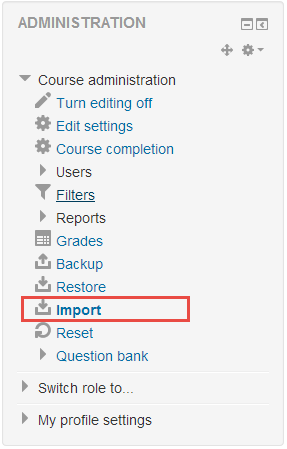 ADMINISTRATION
Course administration
Turn editing off
Edit settings
Course completion
Users
Filters
Reports
Grades
Backup
Restore
Import
Reset
Question bank
Switch role to...
My profile settings